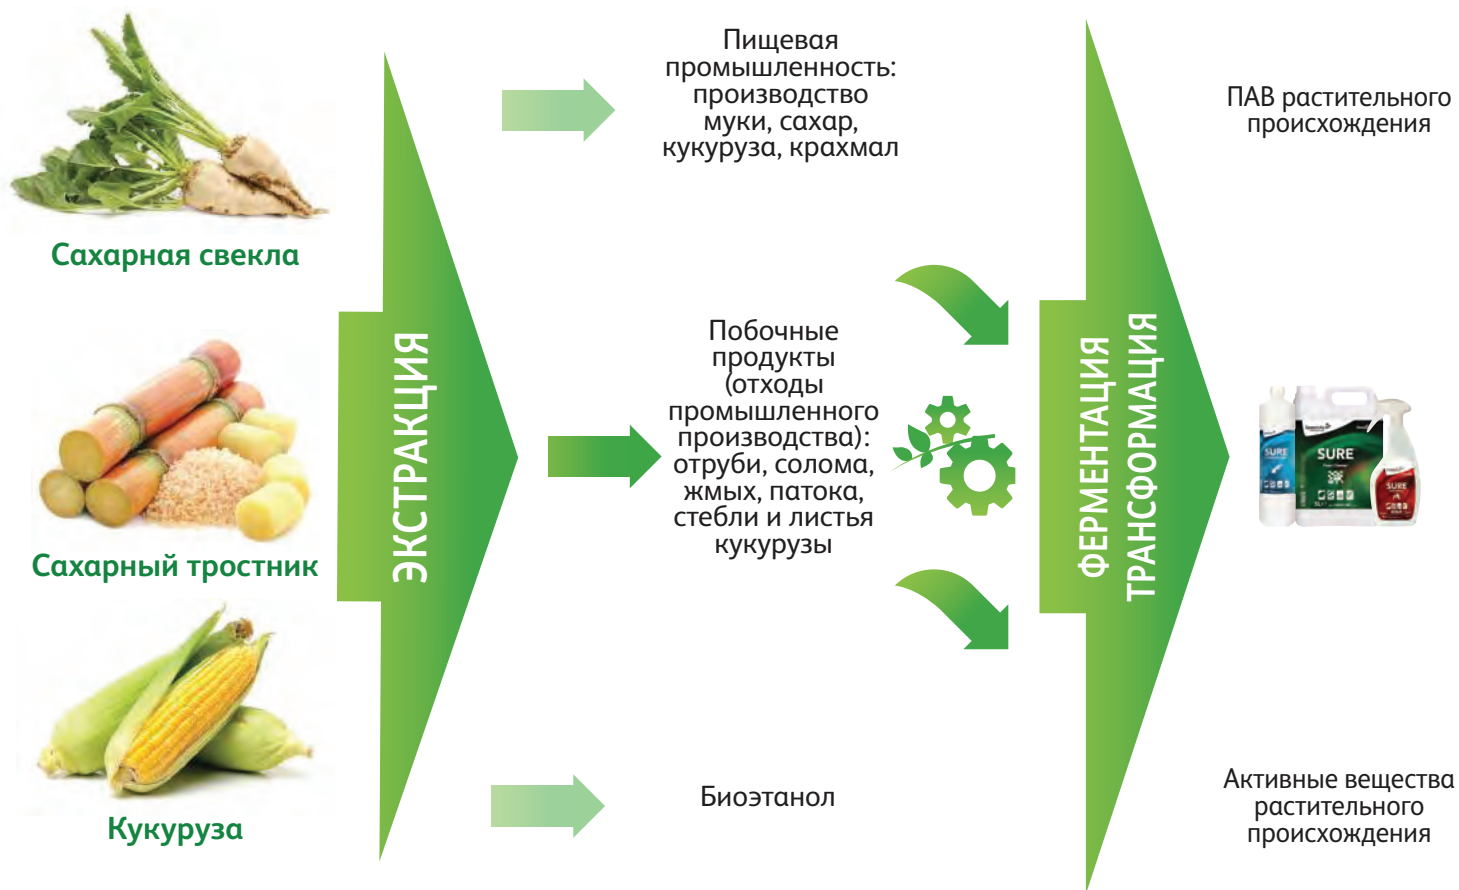 Сахарная свекла
Сахарный тростник
Кукуруза
ЭКСТРАКЦИЯ
Пищевая
промышленность:
производство
муки, сахар,
кукуруза, крахмал
Побочные
продукты
(отходы
промышленного
производства):
отруби, солома,
жмых, патока,
стебли и листья
кукурузы
Биоэтанол
ФЕРМЕНТАЦИЯ
ТРАНСФОРМАЦИЯ
ПАВ растительного
происхождения
SURE
SURE
SURE
Активные вещества
растительного
происхождения